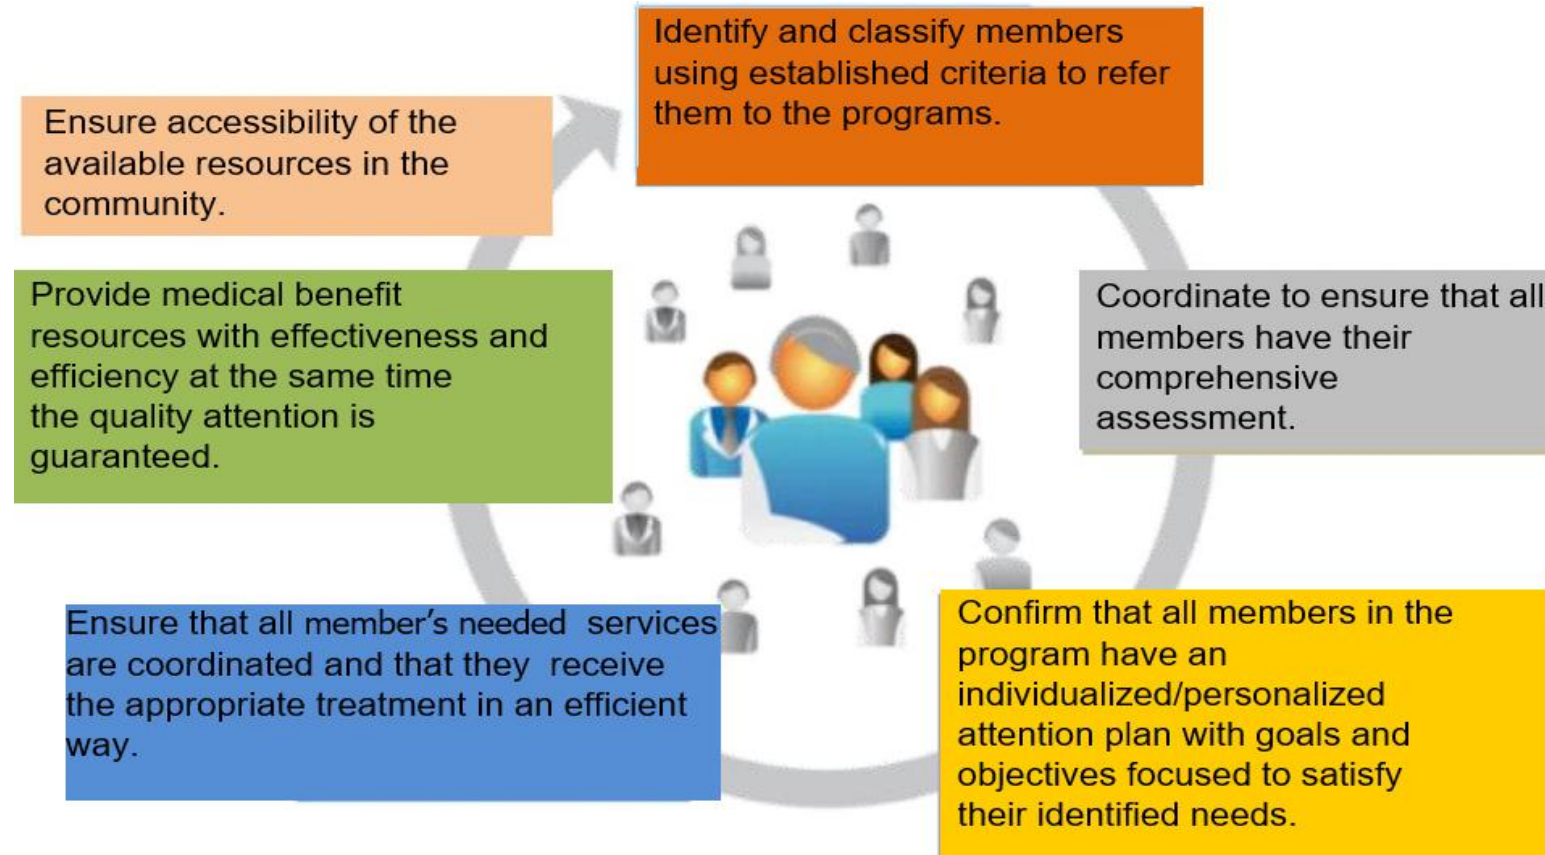 Identify and classify members
using established criteria to refer
them to the programs.
Coordinate to ensure that all
members have their
comprehensive
assessment.
Confirm that all members in the
program have an
individualized/personalized
attention plan with goals and
objectives focused to satisfy
their identified needs.
Ensure that all member’s needed services
are coordinated and that they receive
the appropriate treatment in an efficient
way.
Provide medical benefit
resources with effectiveness and
efficiency at the same time
the quality attention is
guaranteed.
Ensure accessibility of the
available resources in the
community.